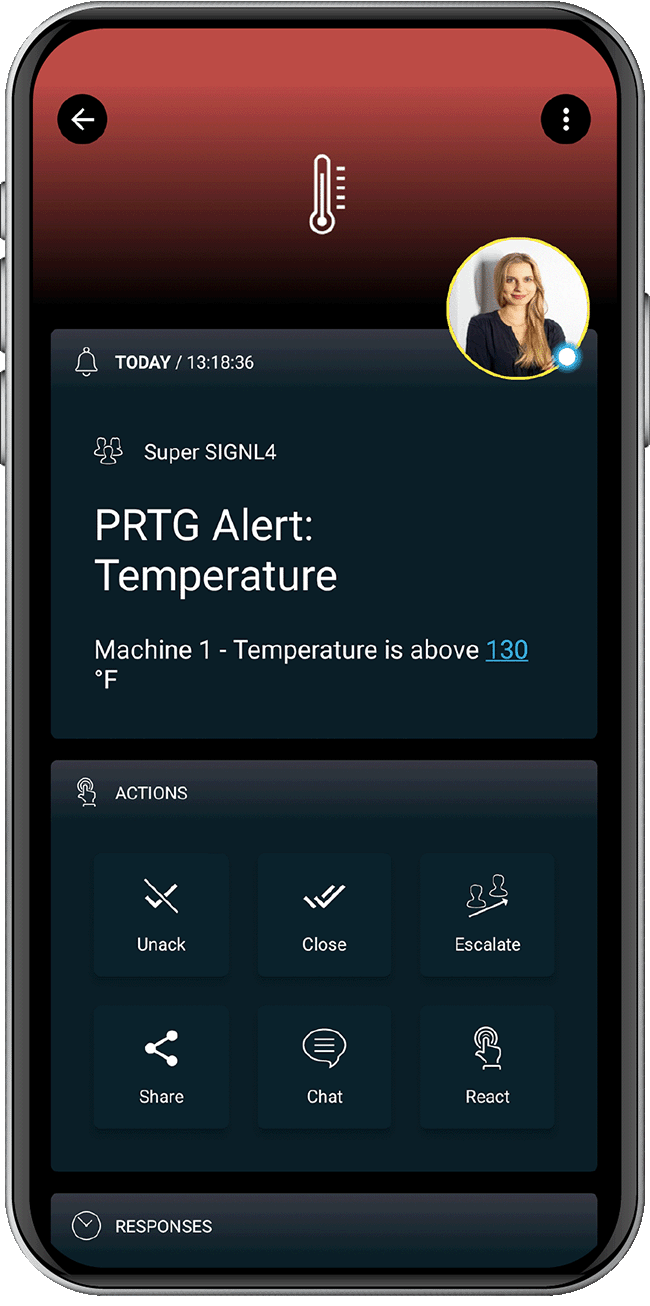 TODAY / 13:18:36
Super SIGNL4
PRTG Alert:
Temperature
Machine 1 - Temperature is above 130
°F
ACTIONS
Unack
Close
Escalate
Share
Chat
React
RESPONSES